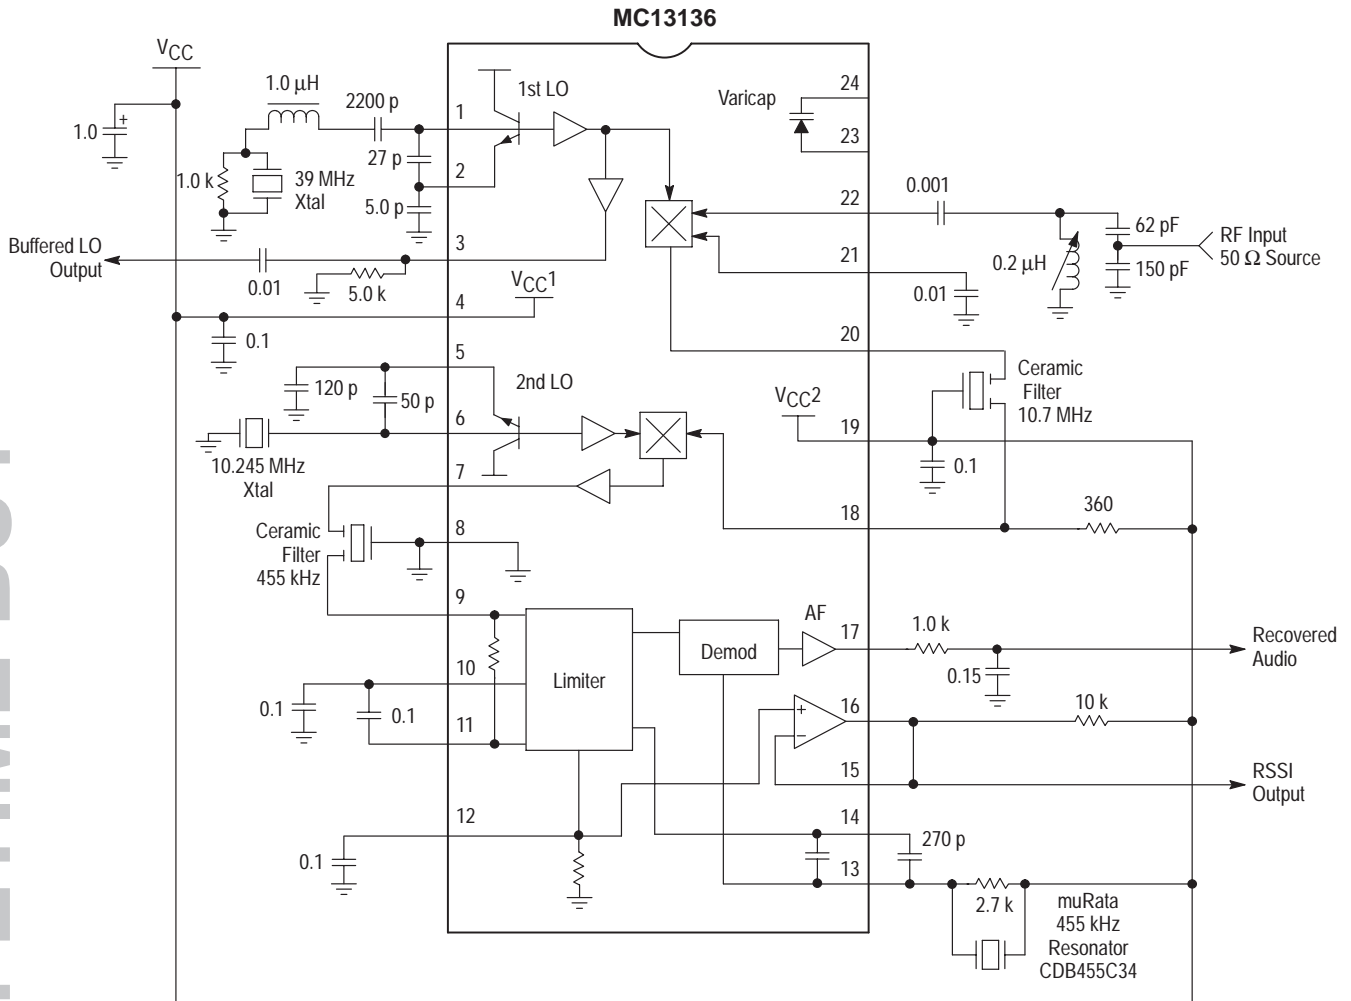 MC13136
VCC
1.0 µH
2200 p
1
1st LO
Varicap
24
1.0
+
27 p
2
23
1.0 k
39 MHz
Xtal
5.0 p
22
0.001
62 pF
RF Input
50 Ω Source
Buffered LO
Output
3
21
0.2 µH
150 pF
0.01
5.0 k
VCC1
0.01
4
0.1
20
5
Ceramic
Filter
10.7 MHz
120 p
50 p
2nd LO
VCC2
6
19
10.245 MHz
Xtal
7
0.1
Ceramic
Filter
455 kHz
8
18
360
9
AF
17
1.0 k
Recovered
Audio
Limiter
Demod
10
0.15
0.1
0.1
11
+
–
16
10 k
15
RSSI
Output
12
14
270 p
0.1
13
2.7 k
muRata
455 kHz
Resonator
CDB455C34